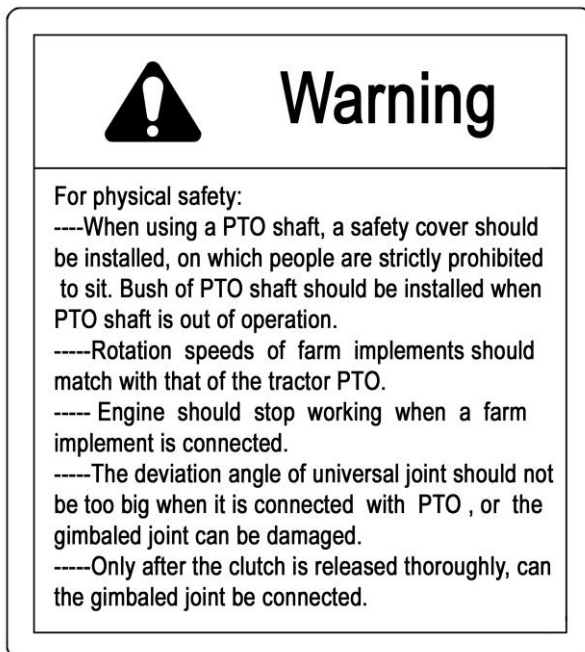 Warning
For physical safety:
----When using a PTO shaft, a safety cover should
be installed, on which people are strictly prohibited
to sit. Bush of PTO shaft should be installed when
PTO shaft is out of operation.
-----Rotation speeds of farm implements should
match with that of the tractor PTO.
----- Engine should stop working when a farm
implement is connected.
-----The deviation angle of universal joint should not
be too big when it is connected with PTO , or the
gimbaled joint can be damaged.
-----Only after the clutch is released thoroughly, can
the gimbaled joint be connected.